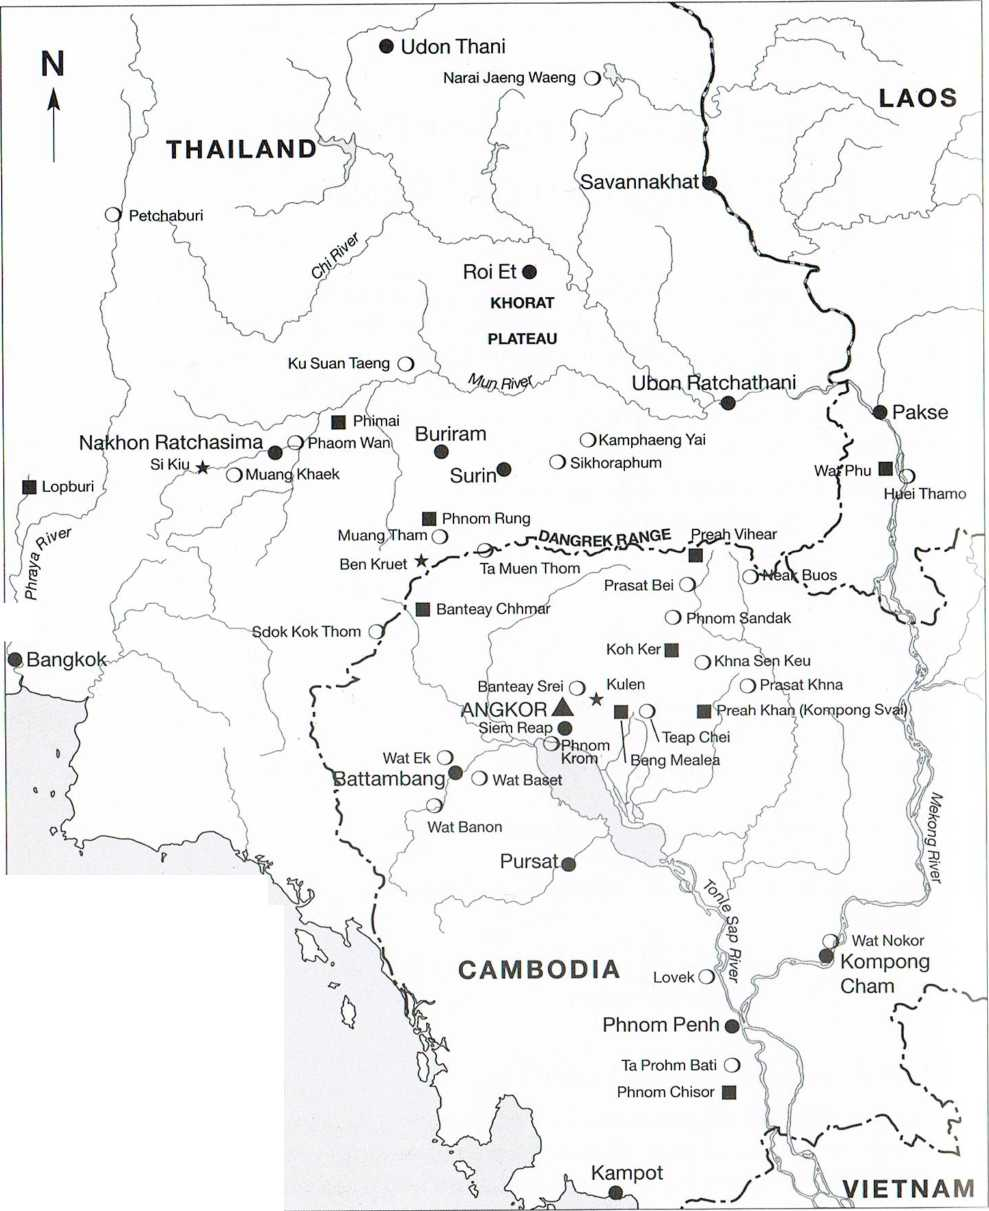 Udon Thani
N
Narai Jaeng Waeng
LAOS
THAILAND
Savannakhat
Petchaburi
Chi River
Roi Et
KHORAT
PLATEAU
Ku Suan Taeng
Mun River
Ubon Ratchathani
Pakse
Phimai
Nakhon Ratchasima
Phaom Wan
Buriram
Kamphaeng Yai
Si Kiu
Muang Khaek
Surin
Sikhoraphum
Wat Phu
Lopburi
Huei Thamo
Phnom Rung
Phraya River
Muang Tham
DANGREK RANGE
Preah Vihear
Ben Kruet
Ta Muen Thom
Neak Buos
Prasat Bei
Banteay Chhmar
Phnom Sandak
Sdok Kok Thom
Koh Ker
Bangkok
Khna Sen Keu
Banteay Srei
Kulen
Prasat Khna
ANGKOR
Preah Khan (Kompong Svai)
Siem Reap
Teap Chei
Phnom
Krom
Beng Mealea
Wat Ek
Battambang
Wat Baset
Wat Banon
Mekong River
Pursat
Tonle Sap River
Wat Nokor
CAMBODIA
Kompong
Cham
Lovek
Phnom Penh
Ta Prohm Bati
Phnom Chisor
Kampot
VIETNAM